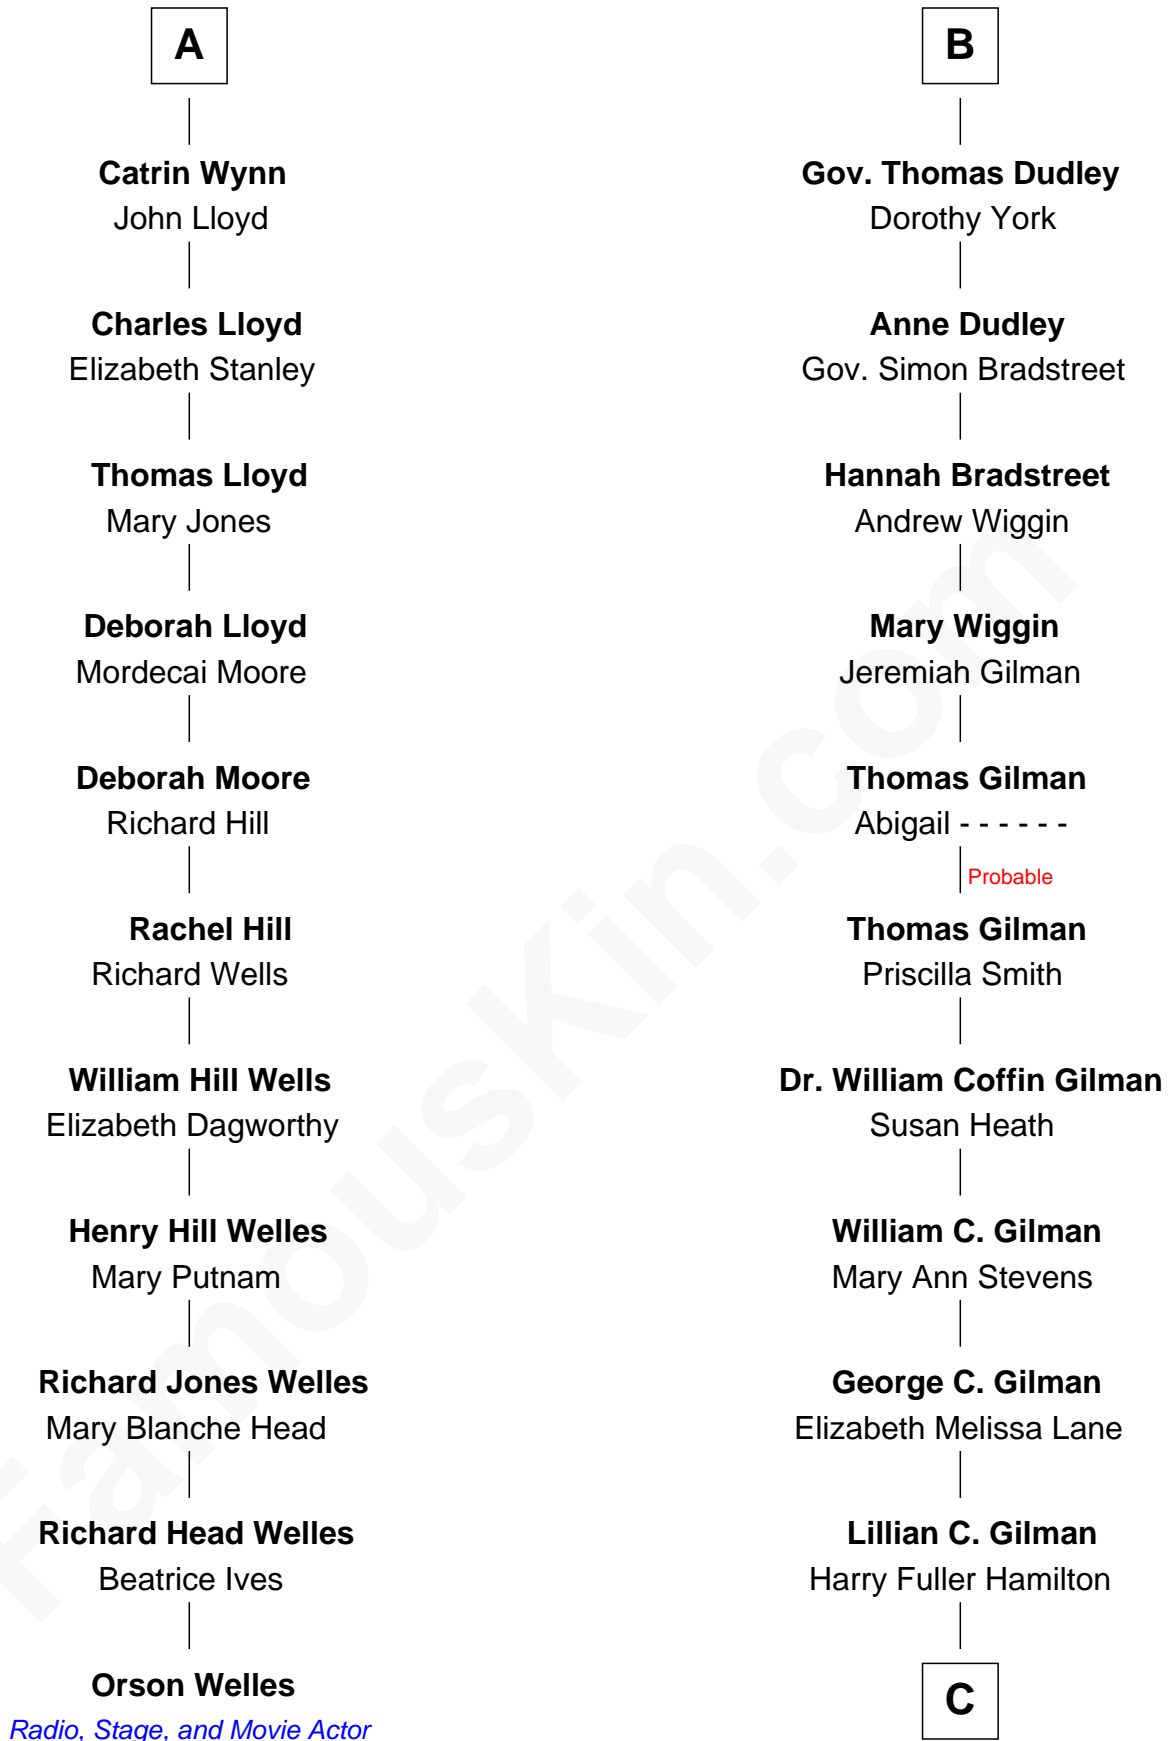 A
Catrin Wynn
John Lloyd
Charles Lloyd
Elizabeth Stanley
Thomas Lloyd
Mary Jones
Deborah Lloyd
Mordecai Moore
Deborah Moore
Richard Hill
Rachel Hill
Richard Wells
William Hill Wells
Elizabeth Dagworthy
Henry Hill Welles
Mary Putnam
Richard Jones Welles
Mary Blanche Head
Richard Head Welles
Beatrice Ives
Orson Welles
Radio, Stage, and Movie Actor
B
Gov. Thomas Dudley
Dorothy York
Anne Dudley
Gov. Simon Bradstreet
Hannah Bradstreet
Andrew Wiggin
Mary Wiggin
Jeremiah Gilman
Thomas Gilman
Abigail - - - - - -
Probable
Thomas Gilman
Priscilla Smith
Dr. William Coffin Gilman
Susan Heath
William C. Gilman
Mary Ann Stevens
George C. Gilman
Elizabeth Melissa Lane
Lillian C. Gilman
Harry Fuller Hamilton
C
FamousKin.com